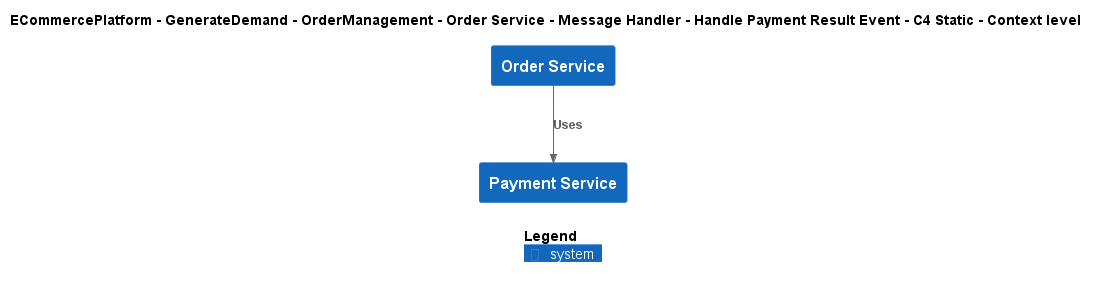 ECommercePlatform - GenerateDemand - OrderManagement - Order Service - Message Handler - Handle Payment Result Event - C4 Static - Context level
Order Service
Uses
Payment Service
Legend
system